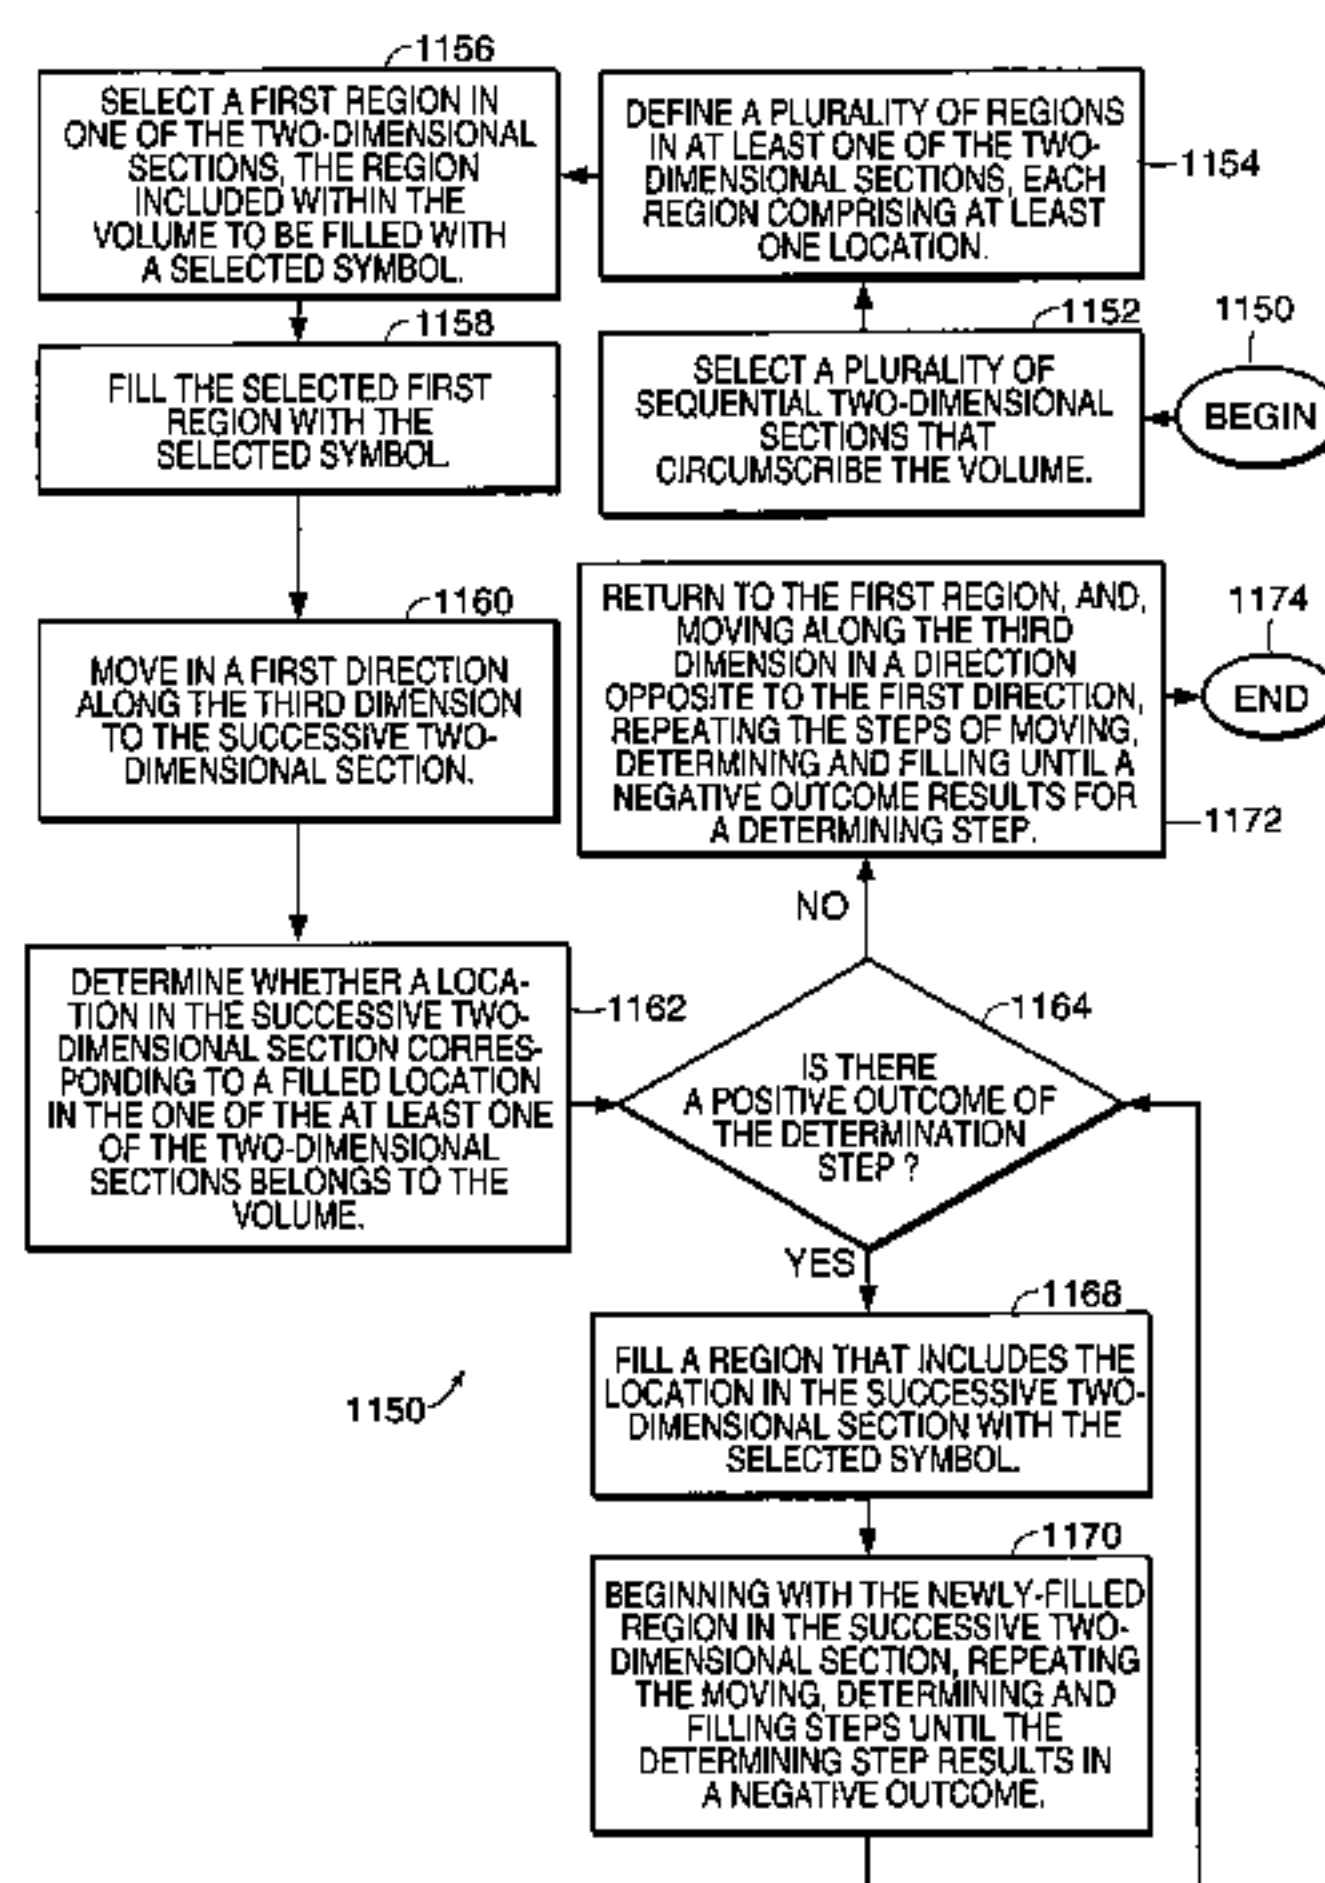 1150
BEGIN
1152
SELECT A PLURALITY OF
SEQUENTIAL TWO-DIMENSIONAL
SECTIONS THAT
CIRCUMSCRIBE THE VOLUME.
1154
DEFINE A PLURALITY OF REGIONS
IN AT LEAST ONE OF THE TWO-
DIMENSIONAL SECTIONS, EACH
REGION COMPRISING AT LEAST
ONE LOCATION.
1156
SELECT A FIRST REGION IN
ONE OF THE TWO-DIMENSIONAL
SECTIONS, THE REGION
INCLUDED WITHIN THE
VOLUME TO BE FILLED WITH
A SELECTED SYMBOL.
1158
FILL THE SELECTED FIRST
REGION WITH THE
SELECTED SYMBOL.
1160
MOVE IN A FIRST DIRECTION
ALONG THE THIRD DIMENSION
TO THE SUCCESSIVE TWO-
DIMENSIONAL SECTION.
1162
DETERMINE WHETHER A LOCA-
TION IN THE SUCCESSIVE TWO-
DIMENSIONAL SECTION CORRES-
PONDING TO A FILLED LOCATION
IN THE ONE OF THE AT LEAST ONE
OF THE TWO-DIMENSIONAL
SECTIONS BELONGS TO THE
VOLUME.
1164
IS THERE
A POSITIVE OUTCOME OF
THE DETERMINATION
STEP ?
NO
1172
RETURN TO THE FIRST REGION, AND,
MOVING ALONG THE THIRD
DIMENSION IN A DIRECTION
OPPOSITE TO THE FIRST DIRECTION,
REPEATING THE STEPS OF MOVING,
DETERMINING AND FILLING UNTIL A
NEGATIVE OUTCOME RESULTS FOR
A DETERMINING STEP.
1174
END
YES
1168
FILL A REGION THAT INCLUDES THE
LOCATION IN THE SUCCESSIVE TWO-
DIMENSIONAL SECTION WITH THE
SELECTED SYMBOL.
1170
BEGINNING WITH THE NEWLY-FILLED
REGION IN THE SUCCESSIVE TWO-
DIMENSIONAL SECTION, REPEATING
THE MOVING, DETERMINING AND
FILLING STEPS UNTIL THE
DETERMINING STEP RESULTS IN
A NEGATIVE OUTCOME.
1150